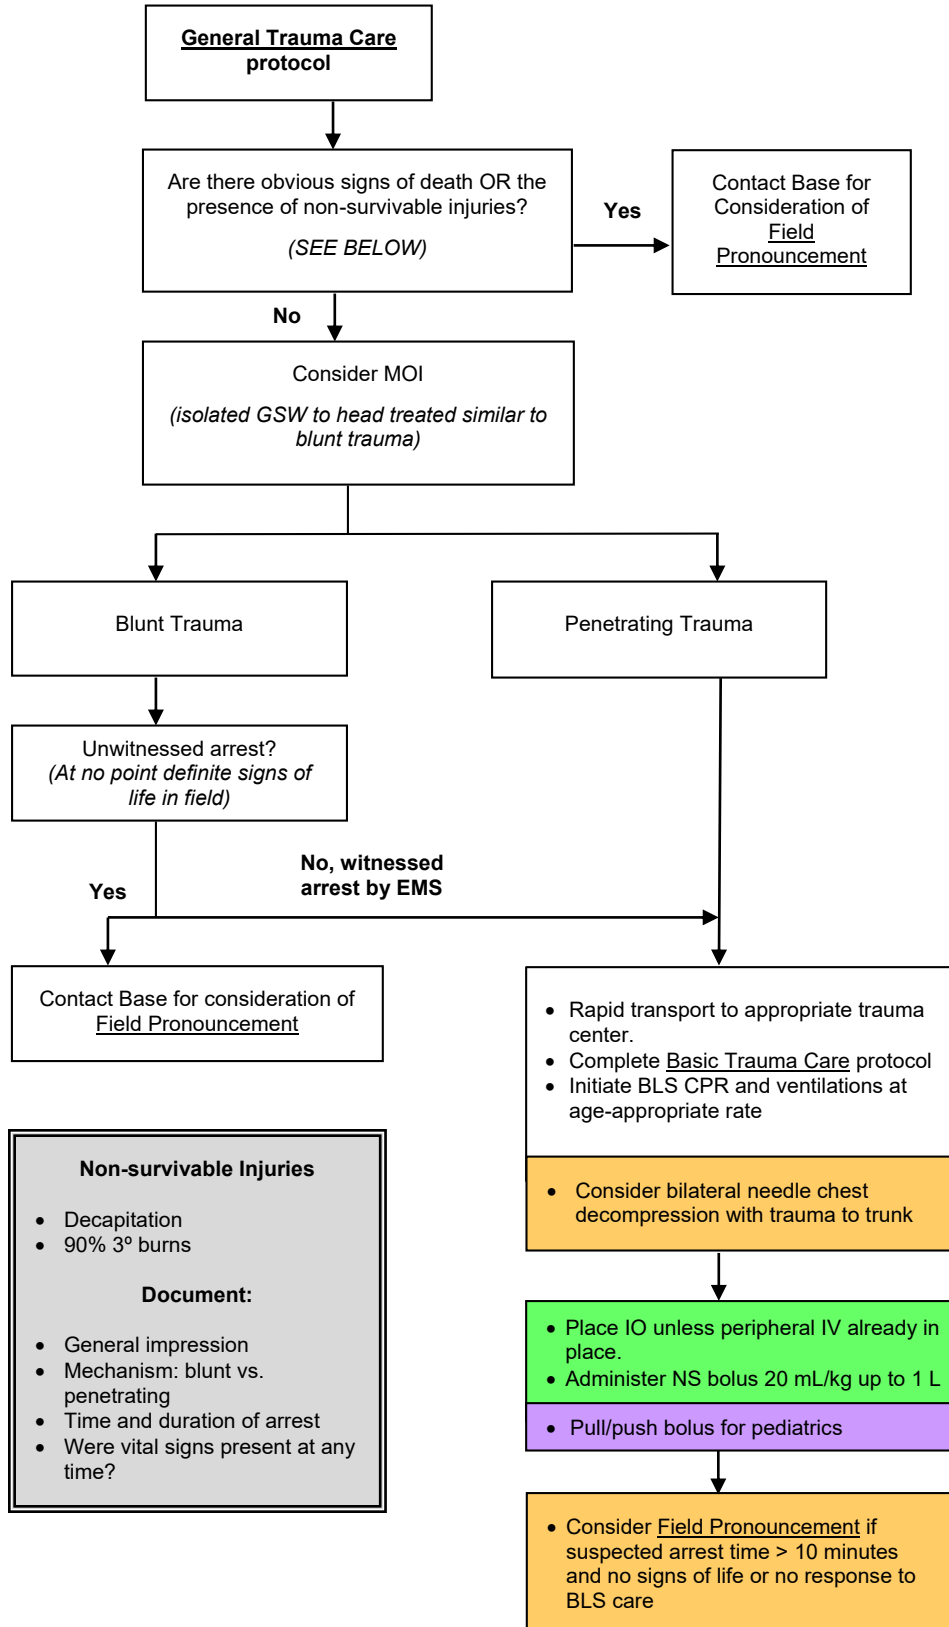 General Trauma Care
protocol
Are there obvious signs of death OR the
presence of non-survivable injuries?
(SEE BELOW)
Yes
Contact Base for
Consideration of
Field
Pronouncement
No
Consider MOI
(isolated GSW to head treated similar to
blunt trauma)
Blunt Trauma
Penetrating Trauma
Unwitnessed arrest?
(At no point definite signs of
life in field)
Yes
No, witnessed
arrest by EMS
Contact Base for consideration of
Field Pronouncement
• Rapid transport to appropriate trauma
center.
• Complete Basic Trauma Care protocol
• Initiate BLS CPR and ventilations at
age-appropriate rate
• Consider bilateral needle chest
decompression with trauma to trunk
• Place IO unless peripheral IV already in
place.
• Administer NS bolus 20 mL/kg up to 1 L
• Pull/push bolus for pediatrics
• Consider Field Pronouncement if
suspected arrest time > 10 minutes
and no signs of life or no response to
BLS care
Non-survivable Injuries
• Decapitation
• 90% 3º burns
Document:
• General impression
• Mechanism: blunt vs.
penetrating
• Time and duration of arrest
• Were vital signs present at any
time?